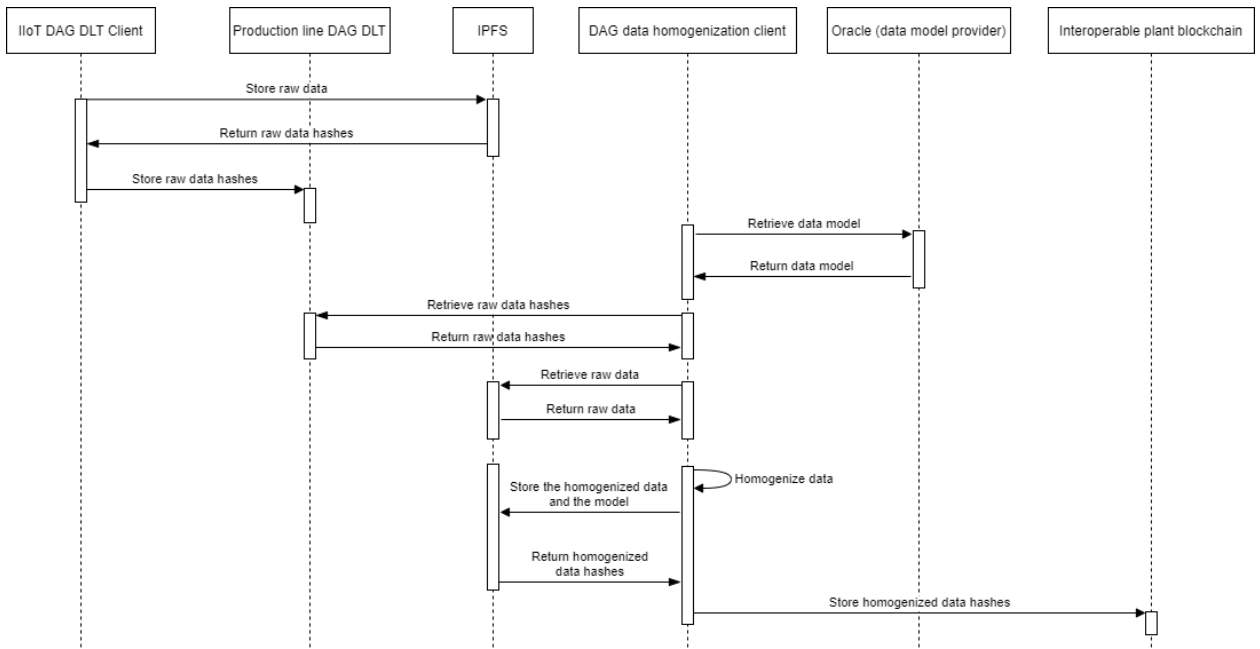 IIoT DAG DLT Client
Production line DAG DLT
IPFS
DAG data homogenization client
Oracle (data model provider)
Interoperable plant blockchain
Store raw data
Return raw data hashes
Store raw data hashes
Retrieve data model
Return data model
Retrieve raw data hashes
Return raw data hashes
Retrieve raw data
Return raw data
Homogenize data
Store the homogenized data
and the model
Return homogenized
data hashes
Store homogenized data hashes